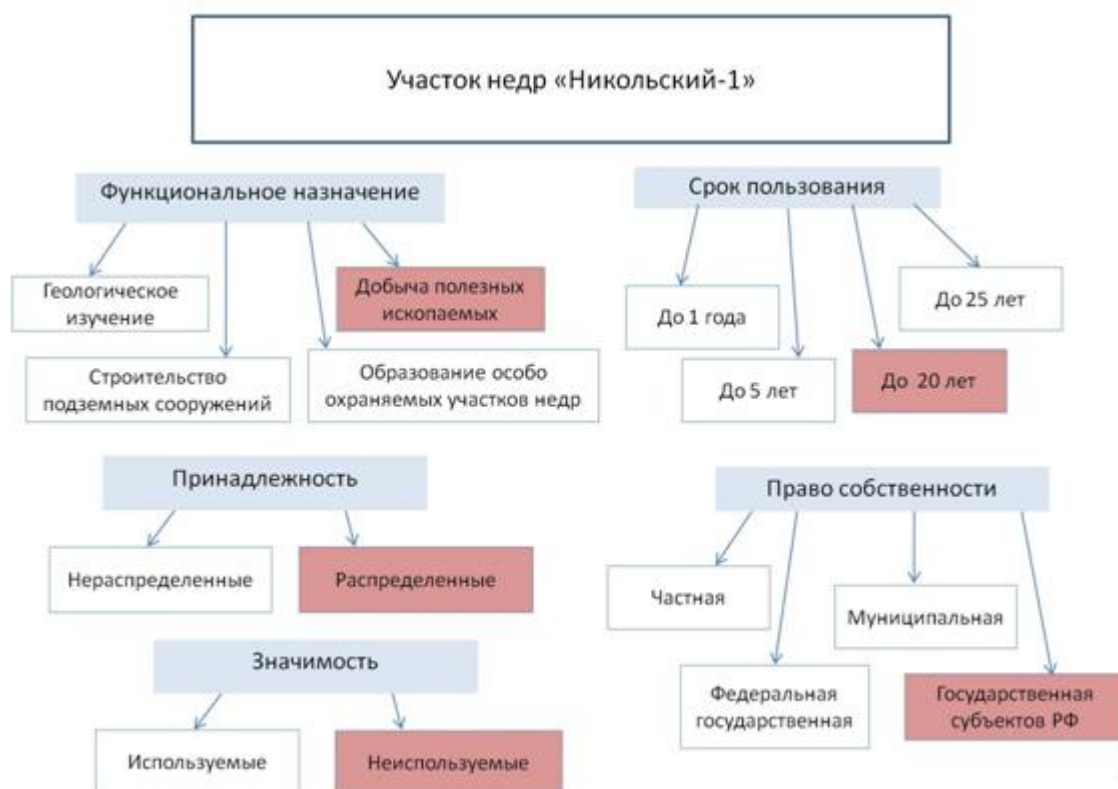 Участок недр «Никольский-1»
Функциональное назначение
Геологическое
изучение
Добыча полезных
ископаемых
Строительство
подземных сооружений
Образование особо
охраняемых участков недр
Срок пользования
До 1 года
До 25 лет
До 5 лет
До 20 лет
Принадлежность
Нераспределенные
Распределенные
Право собственности
Частная
Муниципальная
Федеральная
государственная
Государственная
субъектов РФ
Значимость
Используемые
Неиспользуемые